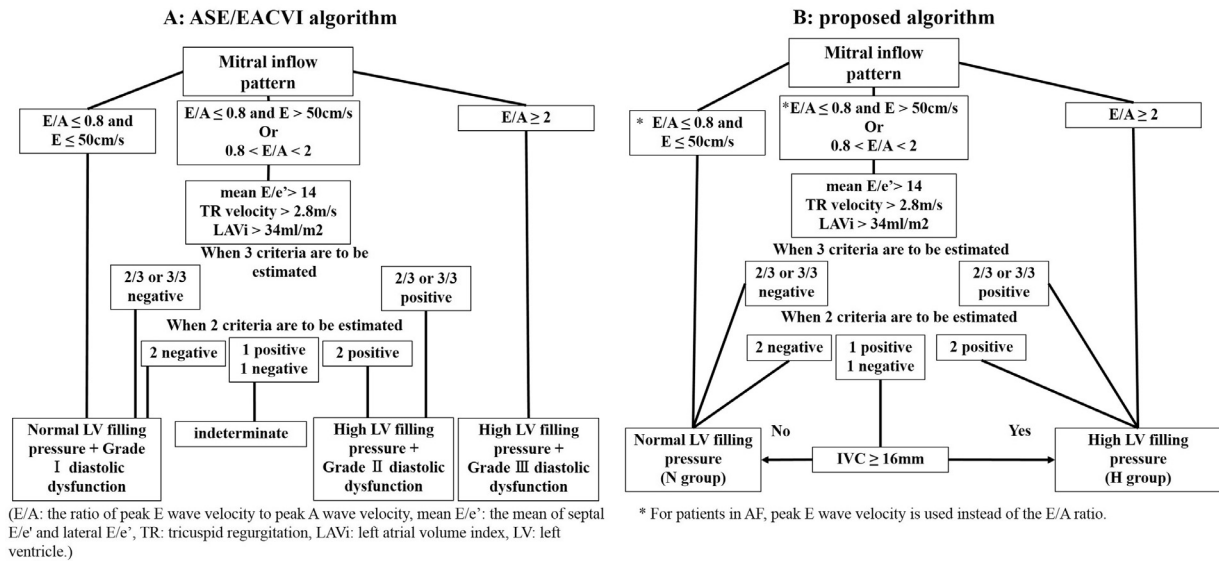 A: ASE/EACVI algorithm
Mitral inflow
pattern
E/A ≤ 0.8 and
E ≤ 50cm/s
E/A ≤ 0.8 and E > 50cm/s
Or
0.8 < E/A < 2
E/A ≥ 2
mean E/e’> 14
TR velocity > 2.8m/s
LAVi > 34ml/m2
When 3 criteria are to be
estimated
2/3 or 3/3
negative
2/3 or 3/3
positive
When 2 criteria are to be estimated
2 negative
1 positive
1 negative
2 positive
Normal LV filling
pressure + Grade
Ⅰ diastolic
dysfunction
indeterminate
High LV filling
pressure +
Grade Ⅱ diastolic
dysfunction
High LV filling
pressure +
Grade Ⅲ diastolic
dysfunction
(E/A: the ratio of peak E wave velocity to peak A wave velocity, mean E/e’: the mean of septal
E/e' and lateral E/e’, TR: tricuspid regurgitation, LAVi: left atrial volume index, LV: left
ventricle.)
B: proposed algorithm
Mitral inflow
pattern
* E/A ≤ 0.8 and
E ≤ 50cm/s
*E/A ≤ 0.8 and E > 50cm/s
Or
0.8 < E/A < 2
E/A ≥ 2
mean E/e’> 14
TR velocity > 2.8m/s
LAVi > 34ml/m2
When 3 criteria are to be estimated
2/3 or 3/3
negative
2/3 or 3/3
positive
When 2 criteria are to be estimated
2 negative
1 positive
1 negative
2 positive
Normal LV filling
pressure
(N group)
No
IVC ≥ 16mm
Yes
High LV filling
pressure
(H group)
* For patients in AF, peak E wave velocity is used instead of the E/A ratio.